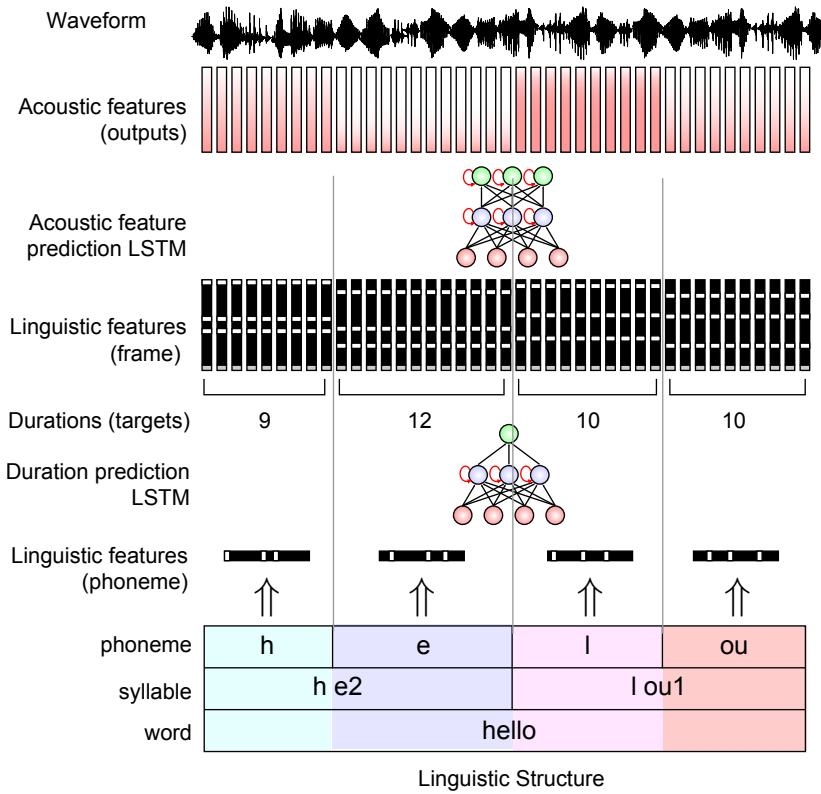 Waveform
Acoustic features
(outputs)
Acoustic feature
prediction LSTM
Linguistic features
(frame)
Durations (targets)
9 12 10 10
Duration prediction
LSTM
Linguistic features
(phoneme)
phoneme h e l ou
syllable h e2 l ou1
word hello
Linguistic Structure